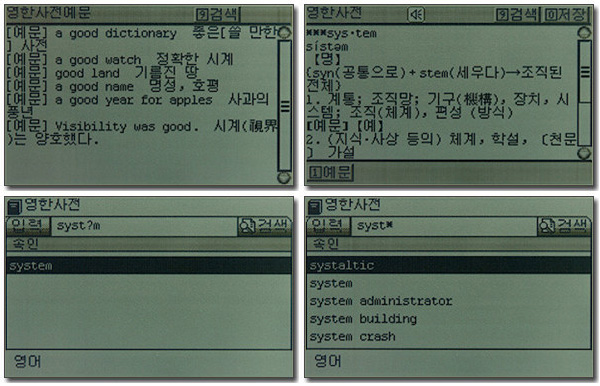 영한사전예문 ?검색
[예문] a good dictionary 좋은[쓸 만한
] 사전
[예문] a good watch 정확한 시계
[예문] good land 기름진 땅
[예문] a good name 명성, 호평
[예문] a good year for apples 사과의
풍년
[예문] Visibility was good. 시계(視界
)는 양호했다.
영한사전 ?검색 0저장
***sys·tem
sístəm
【명】
{syn(공통으로)+stem(세우다)→조직된
전체}
1. 계통; 조직망; 기구(機構), 장치, 시
스템; 조직(체계), 편성 (방식)
[예문]【예】
2. (지식·사상 등의) 체계, 학설, [천문
] 가설
1예문
영한사전
입력 syst?m 검색
속인
system
영어
영한사전
입력 syst* 검색
속인
systaltic
system
system administrator
system building
system crash
영어